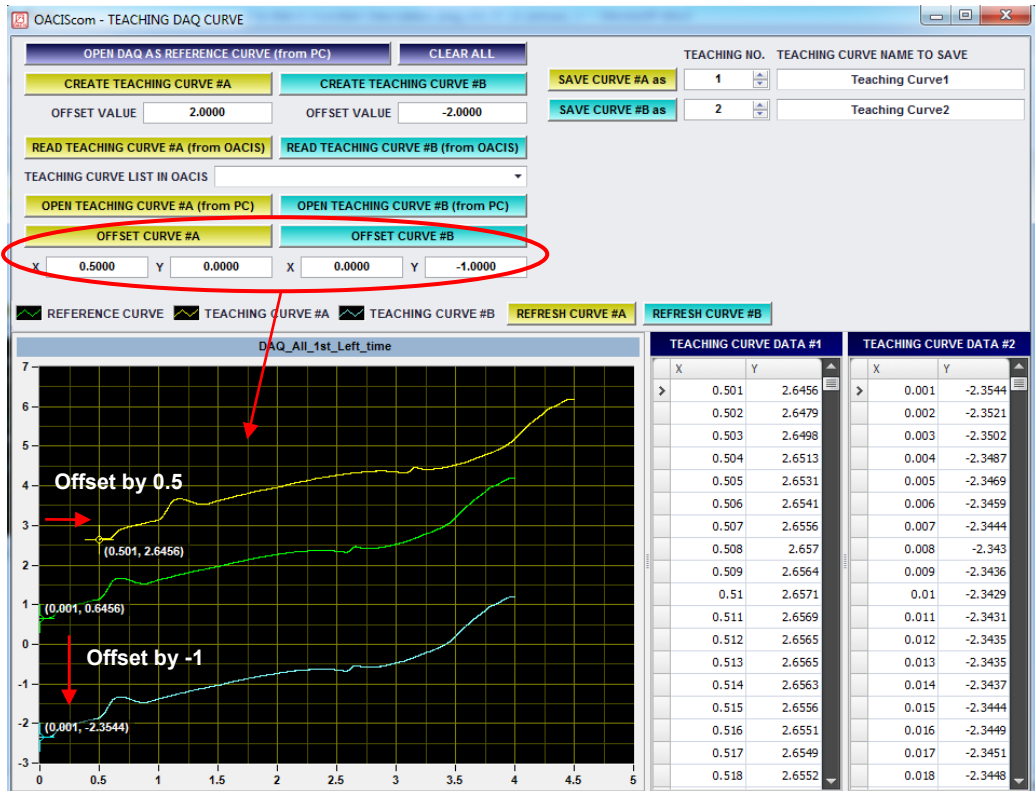 OACIScom - TEACHING DAQ CURVE
OPEN DAQ AS REFERENCE CURVE (from PC) CLEAR ALL
TEACHING NO. TEACHING CURVE NAME TO SAVE
CREATE TEACHING CURVE #A CREATE TEACHING CURVE #B SAVE CURVE #A as 1 Teaching Curve1
OFFSET VALUE 2.0000 OFFSET VALUE -2.0000 SAVE CURVE #B as 2 Teaching Curve2
READ TEACHING CURVE #A (from OACIS) READ TEACHING CURVE #B (from OACIS)
TEACHING CURVE LIST IN OACIS
OPEN TEACHING CURVE #A (from PC) OPEN TEACHING CURVE #B (from PC)
OFFSET CURVE #A OFFSET CURVE #B
X 0.5000 Y 0.0000 X 0.0000 Y -1.0000
REFERENCE CURVE TEACHING CURVE #A TEACHING CURVE #B REFRESH CURVE #A REFRESH CURVE #B
DAQ_All_1st_Left_time
7
6
5
4
3
2
1
0
-1
-2
-3
Offset by 0.5
(0.501, 2.6456)
(0.001, 0.6456)
Offset by -1
(0.001, -2.3544)
0 0.5 1 1.5 2 2.5 3 3.5 4 4.5 5
TEACHING CURVE DATA #1
X Y
0.501 2.6456
0.502 2.6479
0.503 2.6498
0.504 2.6513
0.505 2.6531
0.506 2.6541
0.507 2.6556
0.508 2.657
0.509 2.6564
0.51 2.6571
0.511 2.6569
0.512 2.6565
0.513 2.6565
0.514 2.6563
0.515 2.6556
0.516 2.6551
0.517 2.6549
0.518 2.6552
TEACHING CURVE DATA #2
X Y
0.001 -2.3544
0.002 -2.3521
0.003 -2.3502
0.004 -2.3487
0.005 -2.3469
0.006 -2.3459
0.007 -2.3444
0.008 -2.343
0.009 -2.3436
0.01 -2.3429
0.011 -2.3431
0.012 -2.3435
0.013 -2.3435
0.014 -2.3437
0.015 -2.3444
0.016 -2.3449
0.017 -2.3451
0.018 -2.3448